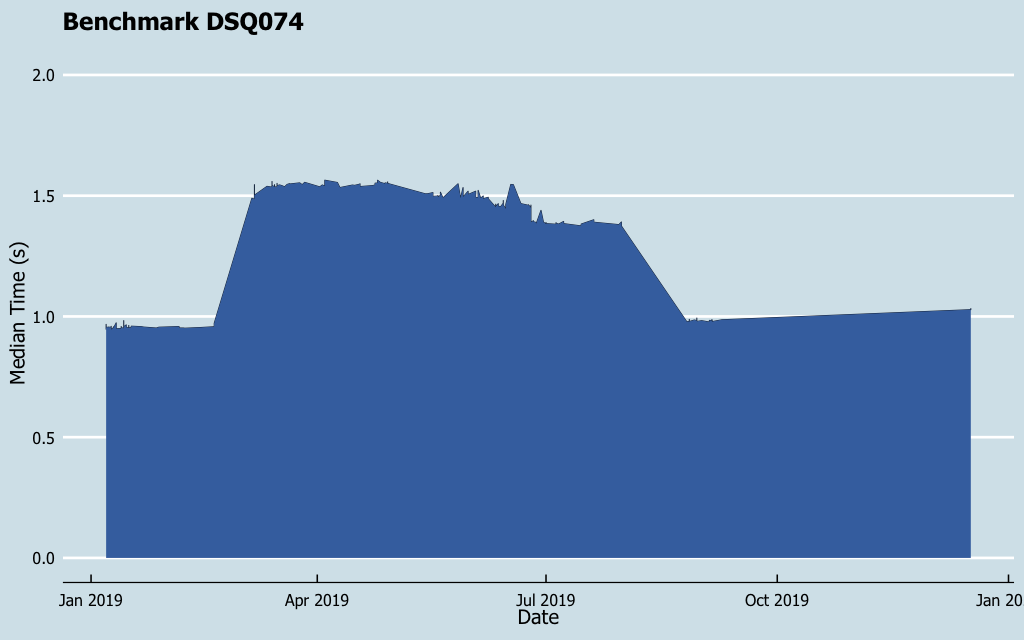 Benchmark DSQ074
2.0
1.5
1.0
0.5
0.0
Median Time (s)
Jan 2019
Apr 2019
Jul 2019
Oct 2019
Jan 20
Date